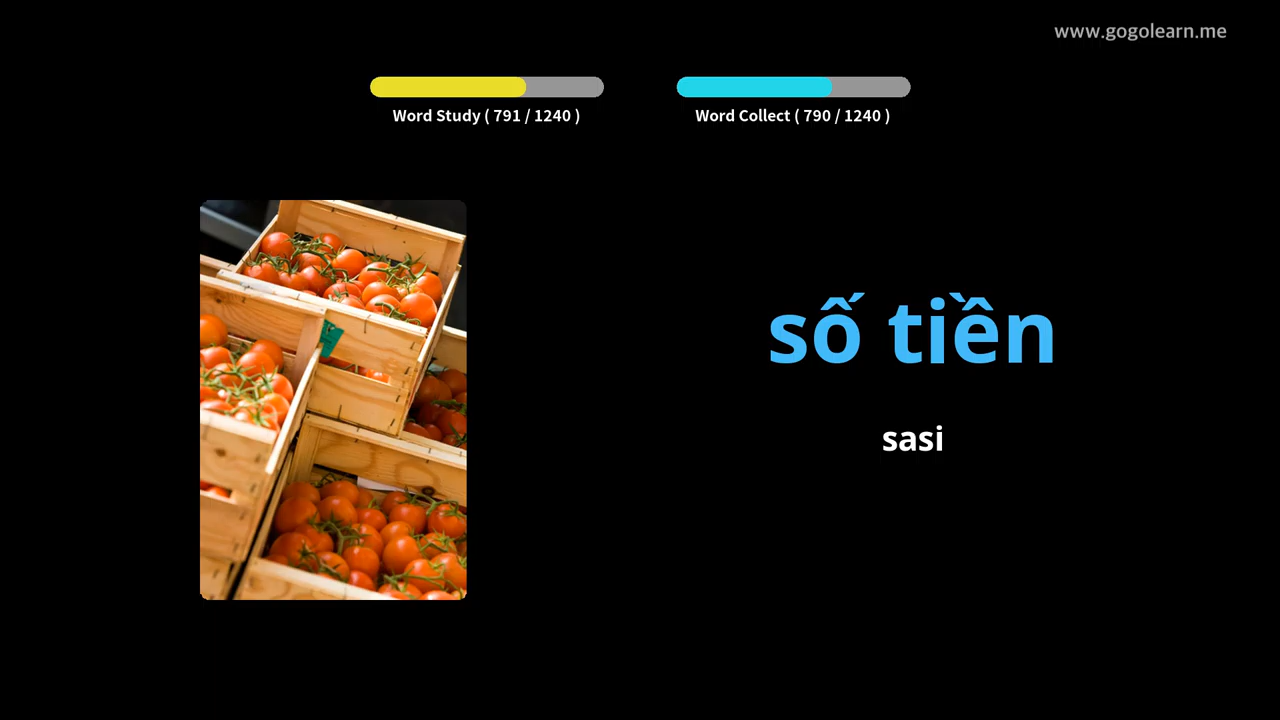 www.gogolearn.me
Word Study ( 791 / 1240 )
Word Collect ( 790 / 1240 )
số tiền
sasi